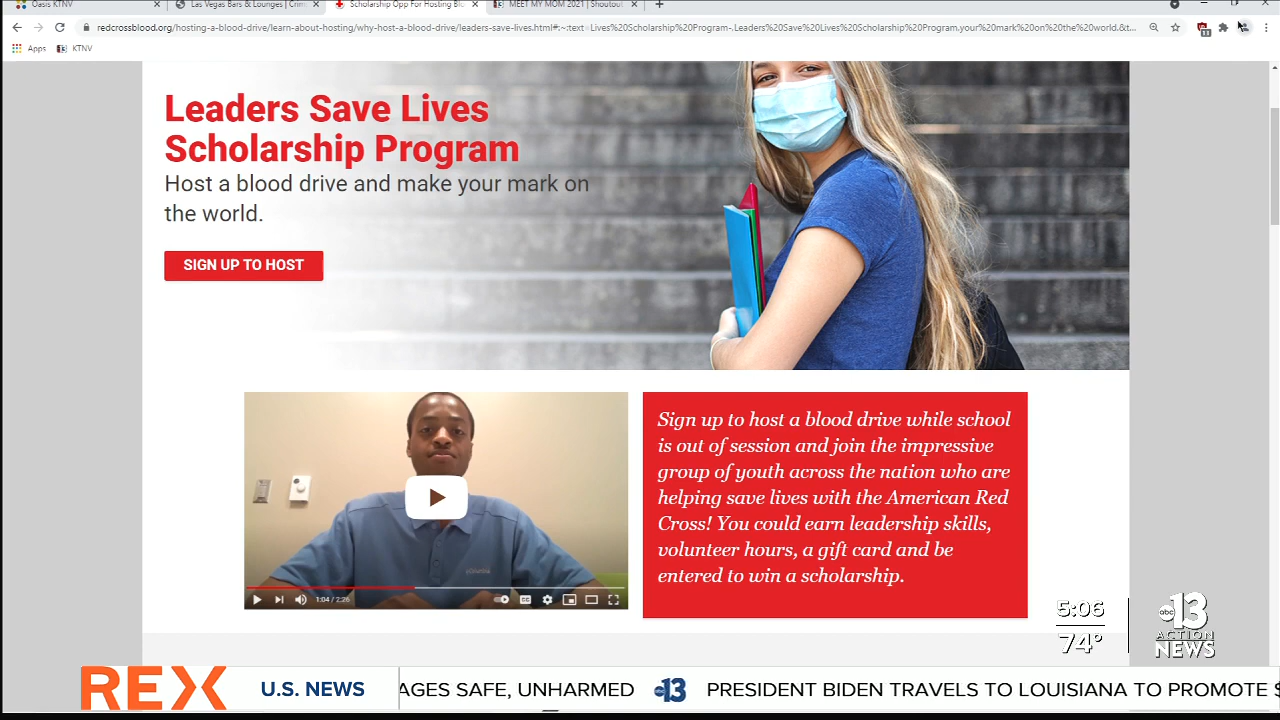 Oasis KTNV
Las Vegas Bars & Lounges | Crim
Scholarship Opp For Hosting Blo
MEET MY MOM 2021 | Shoutout
redcrossblood.org/hosting-a-blood-drive/learn-about-hosting/why-host-a-blood-drive/leaders-save-lives.html#:~:text=Lives%20Scholarship%20Program-,Leaders%20Save%20Lives%20Scholarship%20Program,your%20mark%20on%20the%20world.&t...
Apps
KTNV
Leaders Save Lives
Scholarship Program
Host a blood drive and make your mark on
the world.
SIGN UP TO HOST
Sign up to host a blood drive while school
is out of session and join the impressive
group of youth across the nation who are
helping save lives with the American Red
Cross! You could earn leadership skills,
volunteer hours, a gift card and be
entered to win a scholarship.
1:04 / 2:26
CC
5:06
74°
abc 13
ACTION
NEWS
REX
U.S. NEWS
AGES SAFE, UNHARMED
abc 13
PRESIDENT BIDEN TRAVELS TO LOUISIANA TO PROMOTE $